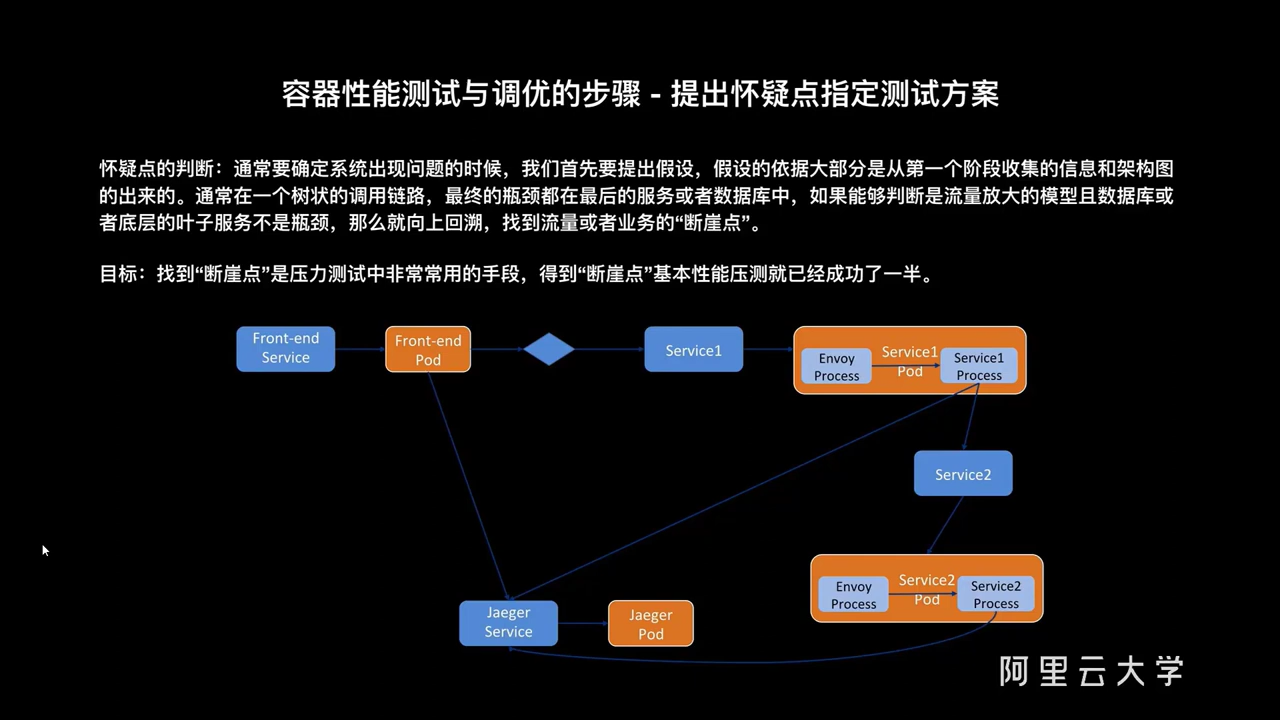 容器性能测试与调优的步骤 - 提出怀疑点指定测试方案
怀疑点的判断：通常要确定系统出现问题的时候，我们首先要提出假设，假设的依据大部分是从第一个阶段收集的信息和架构图
的出来的。通常在一个树状的调用链路，最终的瓶颈都在最后的服务或者数据库中，如果能够判断是流量放大的模型且数据库或
者底层的叶子服务不是瓶颈，那么就向上回溯，找到流量或者业务的“断崖点”。
目标：找到“断崖点”是压力测试中非常常用的手段，得到“断崖点”基本性能压测就已经成功了一半。
Front-end
Service
Front-end
Pod
Service1
Envoy
Process
Service1
Pod
Service1
Process
Service2
Envoy
Process
Service2
Pod
Service2
Process
Jaeger
Service
Jaeger
Pod
阿里云大学